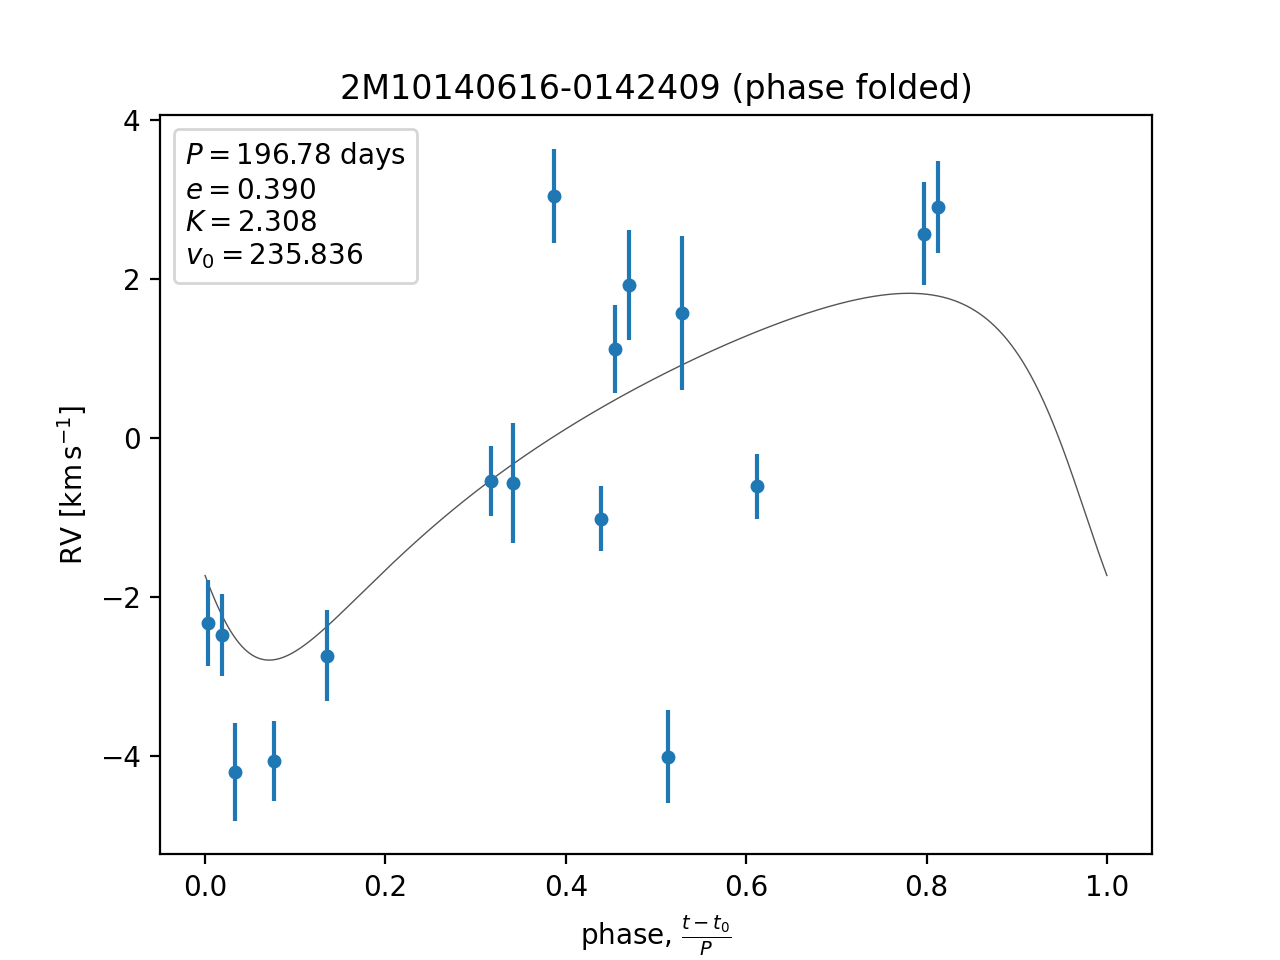 2M10140616-0142409 (phase folded)
P = 196.78 days
e = 0.390
K = 2.308
v₀ = 235.836
4
2
0
−2
−4
RV [km s⁻¹]
0.0 0.2 0.4 0.6 0.8 1.0
phase, (t − t₀)/P